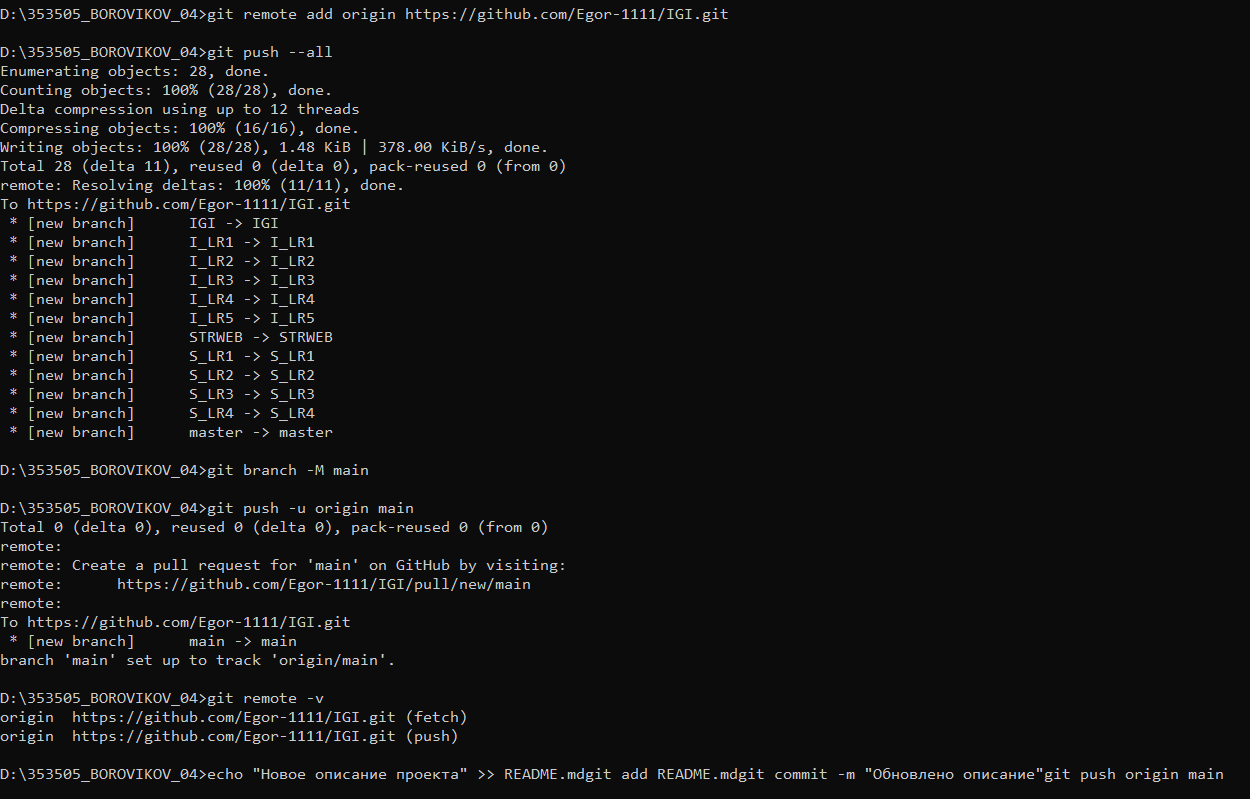 D:\353505_BOROVIKOV_04>git remote add origin https://github.com/Egor-1111/IGI.git
D:\353505_BOROVIKOV_04>git push --all
Enumerating objects: 28, done.
Counting objects: 100% (28/28), done.
Delta compression using up to 12 threads
Compressing objects: 100% (16/16), done.
Writing objects: 100% (28/28), 1.48 KiB | 378.00 KiB/s, done.
Total 28 (delta 11), reused 0 (delta 0), pack-reused 0 (from 0)
remote: Resolving deltas: 100% (11/11), done.
To https://github.com/Egor-1111/IGI.git
 * [new branch]      IGI -> IGI
 * [new branch]      I_LR1 -> I_LR1
 * [new branch]      I_LR2 -> I_LR2
 * [new branch]      I_LR3 -> I_LR3
 * [new branch]      I_LR4 -> I_LR4
 * [new branch]      I_LR5 -> I_LR5
 * [new branch]      STRWEB -> STRWEB
 * [new branch]      S_LR1 -> S_LR1
 * [new branch]      S_LR2 -> S_LR2
 * [new branch]      S_LR3 -> S_LR3
 * [new branch]      S_LR4 -> S_LR4
 * [new branch]      master -> master
D:\353505_BOROVIKOV_04>git branch -M main
D:\353505_BOROVIKOV_04>git push -u origin main
Total 0 (delta 0), reused 0 (delta 0), pack-reused 0 (from 0)
remote:
remote: Create a pull request for 'main' on GitHub by visiting:
remote:      https://github.com/Egor-1111/IGI/pull/new/main
remote:
To https://github.com/Egor-1111/IGI.git
 * [new branch]      main -> main
branch 'main' set up to track 'origin/main'.
D:\353505_BOROVIKOV_04>git remote -v
origin  https://github.com/Egor-1111/IGI.git (fetch)
origin  https://github.com/Egor-1111/IGI.git (push)
D:\353505_BOROVIKOV_04>echo "Новое описание проекта" >> README.mdgit add README.mdgit commit -m "Обновлено описание"git push origin main